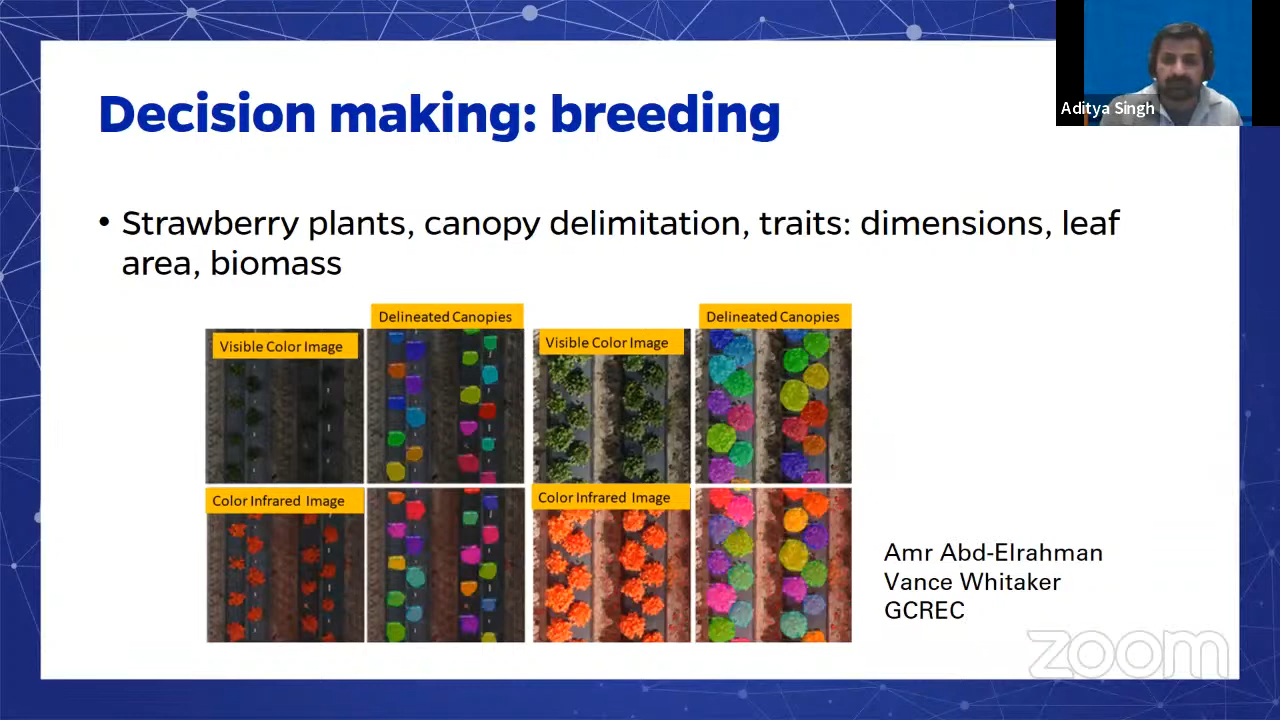 Decision making: breeding
Aditya Singh
• Strawberry plants, canopy delimitation, traits: dimensions, leaf
area, biomass
Delineated Canopies
Delineated Canopies
Visible Color Image
Visible Color Image
Color Infrared Image
Color Infrared Image
Amr Abd-Elrahman
Vance Whitaker
GCREC
zoom